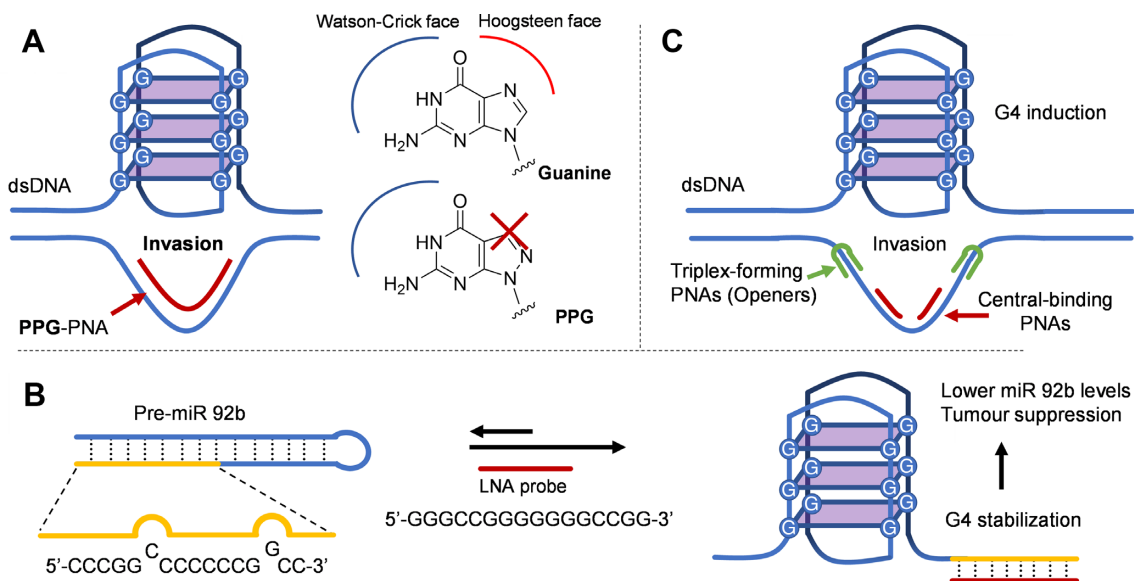 A
Watson-Crick face
Hoogsteen face
O
N
NH
H₂N
N
N
Guanine
dsDNA
G G
G G
G G
G G
G G
G G
Invasion
PPG-PNA
O
NH
N
H₂N
N
N
PPG
C
G4 induction
dsDNA
G G
G G
G G
G G
G G
G G
Invasion
Triplex-forming
PNAs (Openers)
Central-binding
PNAs
B
Pre-miR 92b
5'-CCCGG C CCCCCCG G CC-3'
LNA probe
5'-GGGCCGGGGGGGCCGG-3'
Lower miR 92b levels
Tumour suppression
G4 stabilization
G G
G G
G G
G G
G G
G G